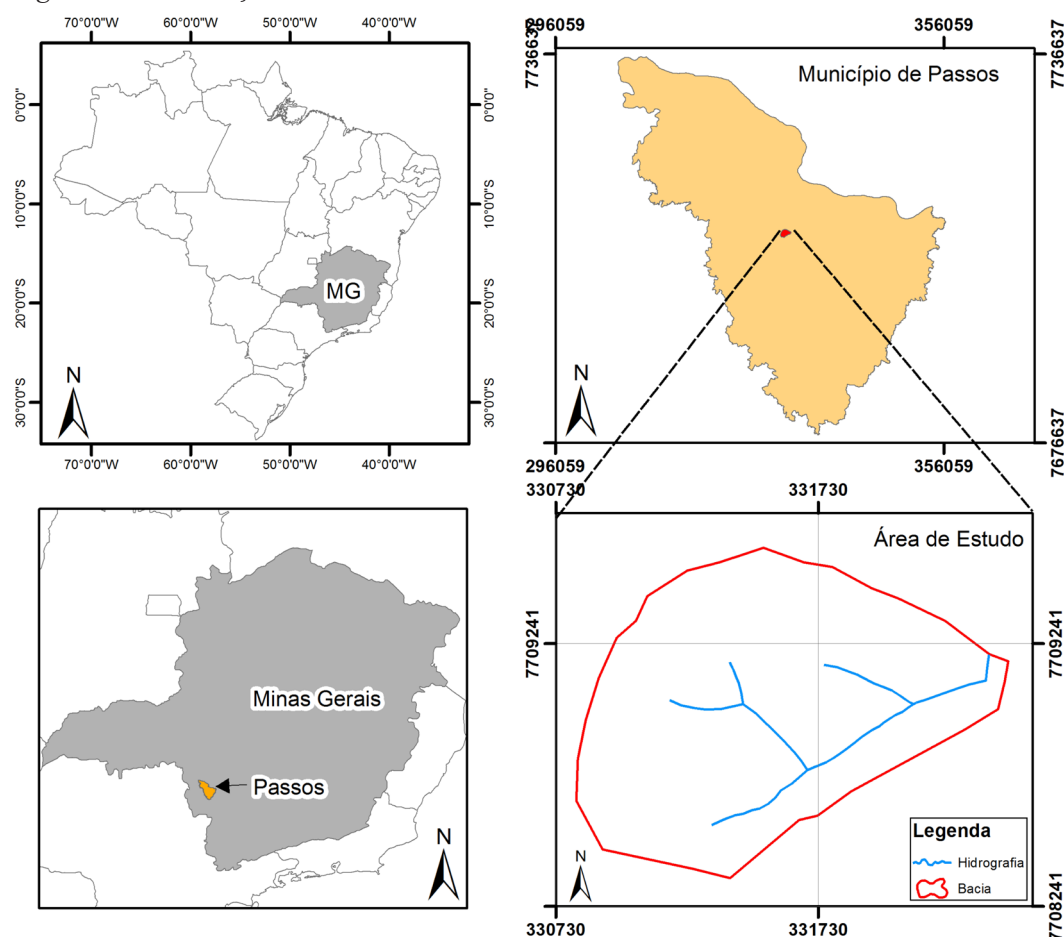 70°0'0"W 60°0'0"W 50°0'0"W 40°0'0"W
0°0'0"
10°0'0"S
20°0'0"S
30°0'0"S
0°0'0"
10°0'0"S
20°0'0"S
30°0'0"S
MG
N
70°0'0"W 60°0'0"W 50°0'0"W 40°0'0"W
296059 356059
7736637
7736637
Município de Passos
N
296059 356059
Minas Gerais
Passos
N
330730 331730
Área de Estudo
7709241
7709241
Legenda
Hidrografia
Bacia
N
7708241
330730 331730